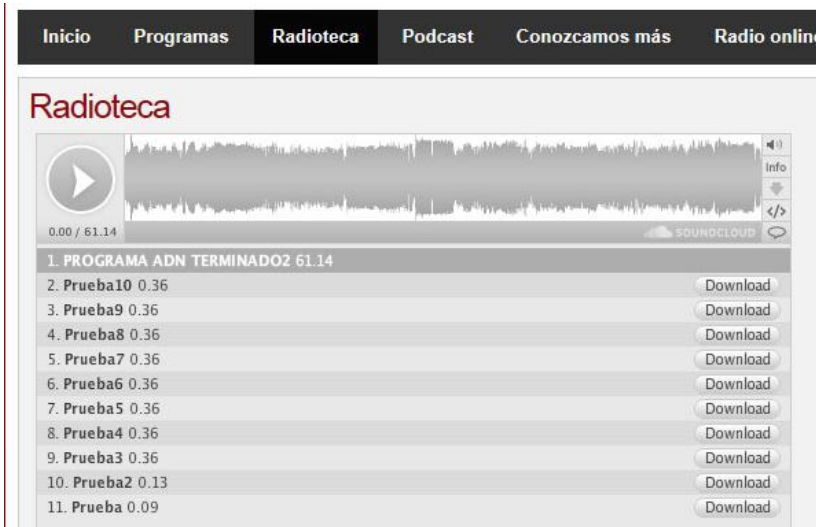 Inicio Programas Radioteca Podcast Conozcamos más Radio online
Radioteca
Info
</>
0.00 / 61.14
SOUNDCLOUD
1. PROGRAMA ADN TERMINADO2 61.14
2. Prueba10 0.36 Download
3. Prueba9 0.36 Download
4. Prueba8 0.36 Download
5. Prueba7 0.36 Download
6. Prueba6 0.36 Download
7. Prueba5 0.36 Download
8. Prueba4 0.36 Download
9. Prueba3 0.36 Download
10. Prueba2 0.13 Download
11. Prueba 0.09 Download